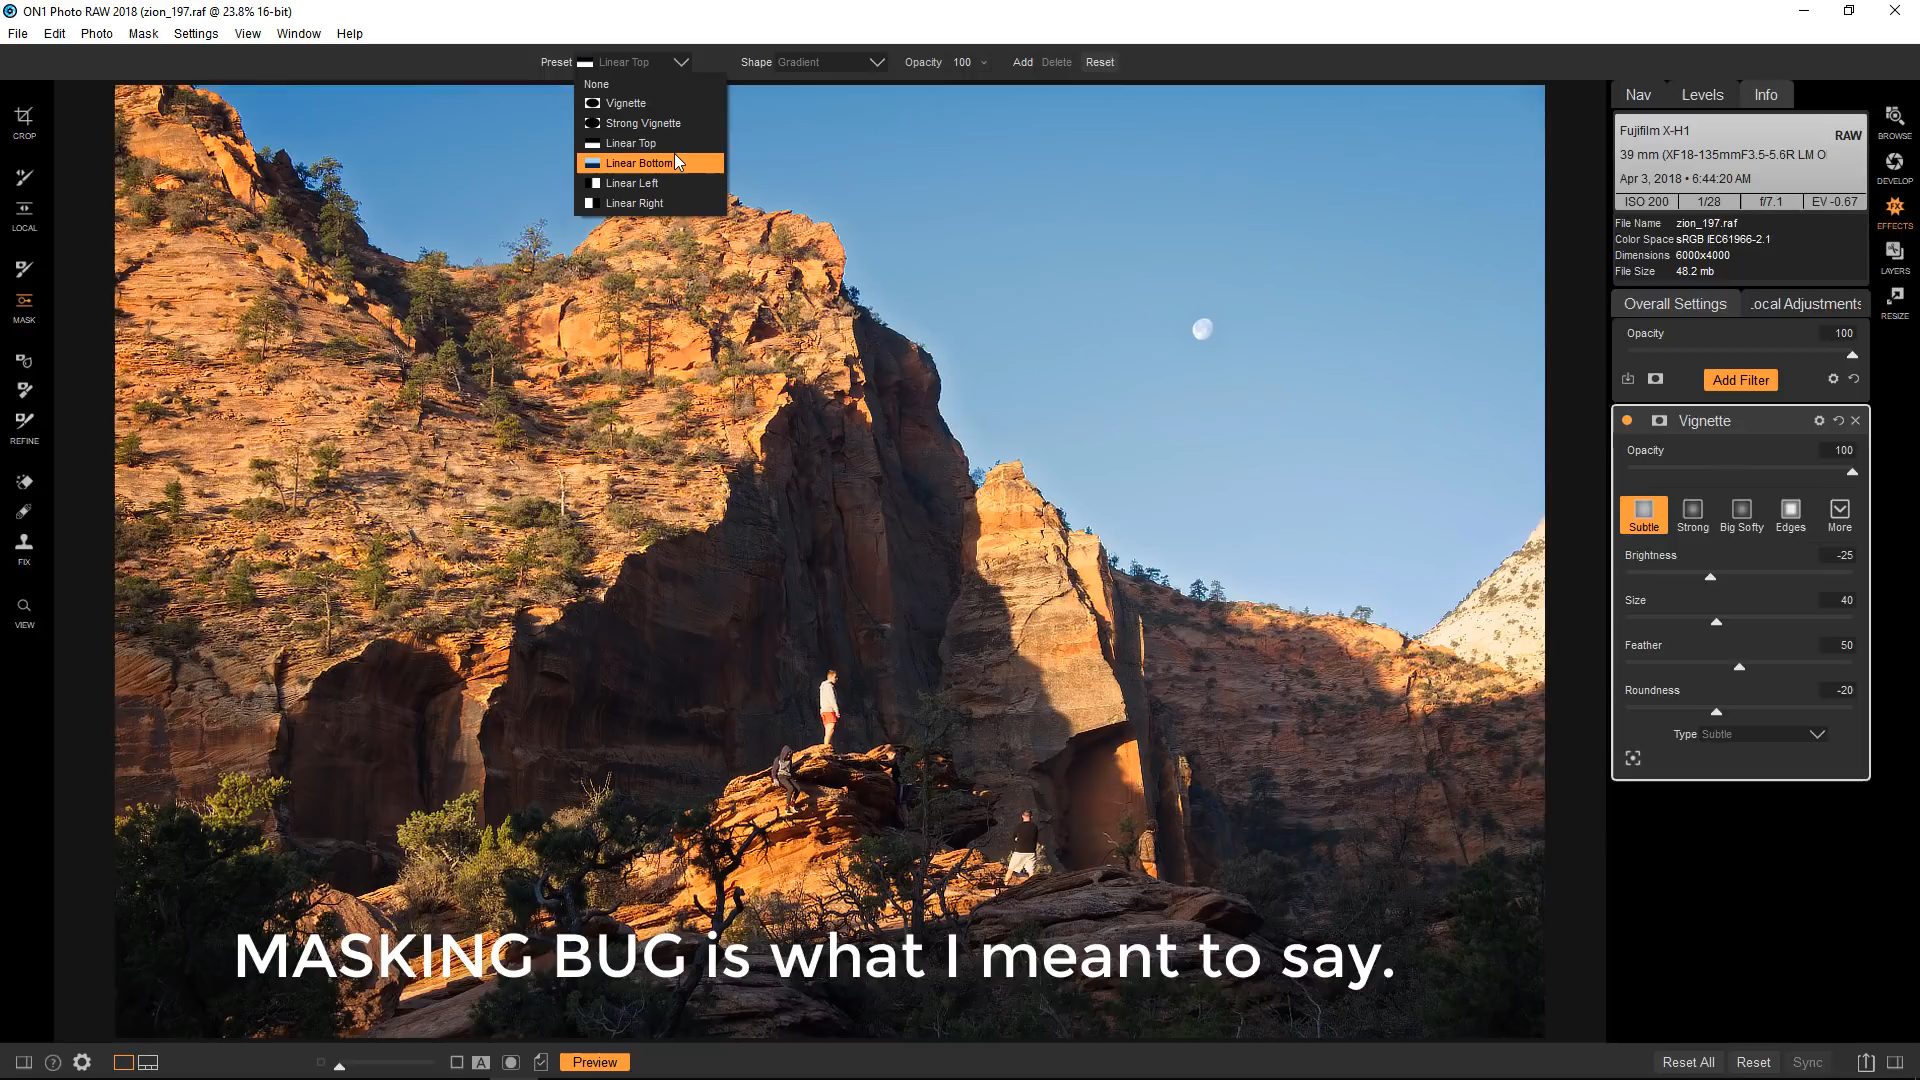 ON1 Photo RAW 2018 (zion_197.raf @ 23.8% 16-bit)
File Edit Photo Mask Settings View Window Help
Preset Linear Top Shape Gradient Opacity 100 Add Delete Reset
None
Vignette
Strong Vignette
Linear Top
Linear Bottom
Linear Left
Linear Right
CROP
LOCAL
MASK
REFINE
FIX
VIEW
MASKING BUG is what I meant to say.
Nav Levels Info
Fujifilm X-H1 RAW
39 mm (XF18-135mmF3.5-5.6R LM O
Apr 3, 2018 • 6:44:20 AM
ISO 200 1/28 f/7.1 EV -0.67
File Name zion_197.raf
Color Space sRGB IEC61966-2.1
Dimensions 6000x4000
File Size 48.2 mb
Overall Settings ocal Adjustments
Opacity 100
Add Filter
Vignette
Opacity 100
Subtle Strong Big Softy Edges More
Brightness -25
Size 40
Feather 50
Roundness -20
Type Subtle
BROWSE
DEVELOP
FX
EFFECTS
LAYERS
RESIZE
? A Preview
Reset All Reset Sync